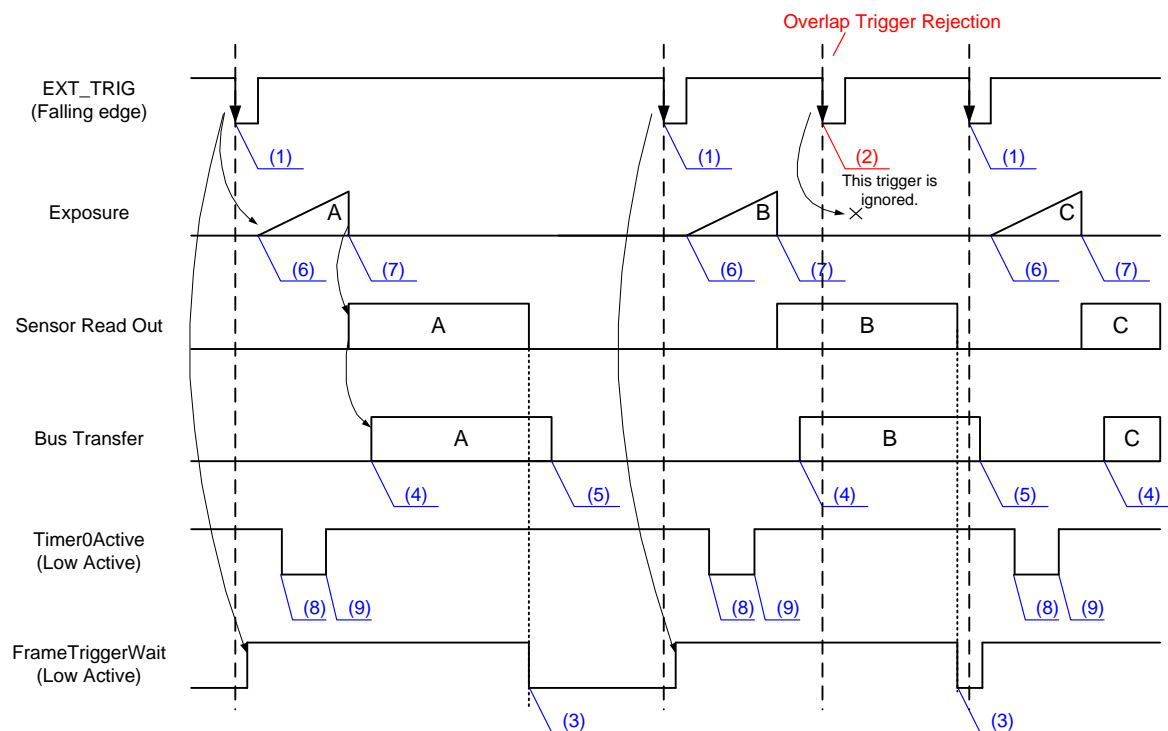 Overlap Trigger Rejection
EXT_TRIG
(Falling edge)
(1)
(1)
(2)
(1)
This trigger is
ignored.
Exposure
A
B
C
(6)
(7)
(6)
(7)
(6)
(7)
Sensor Read Out
A
B
C
Bus Transfer
A
B
C
(4)
(5)
(4)
(5)
(4)
Timer0Active
(Low Active)
(8)
(9)
(8)
(9)
(8)
(9)
FrameTriggerWait
(Low Active)
(3)
(3)